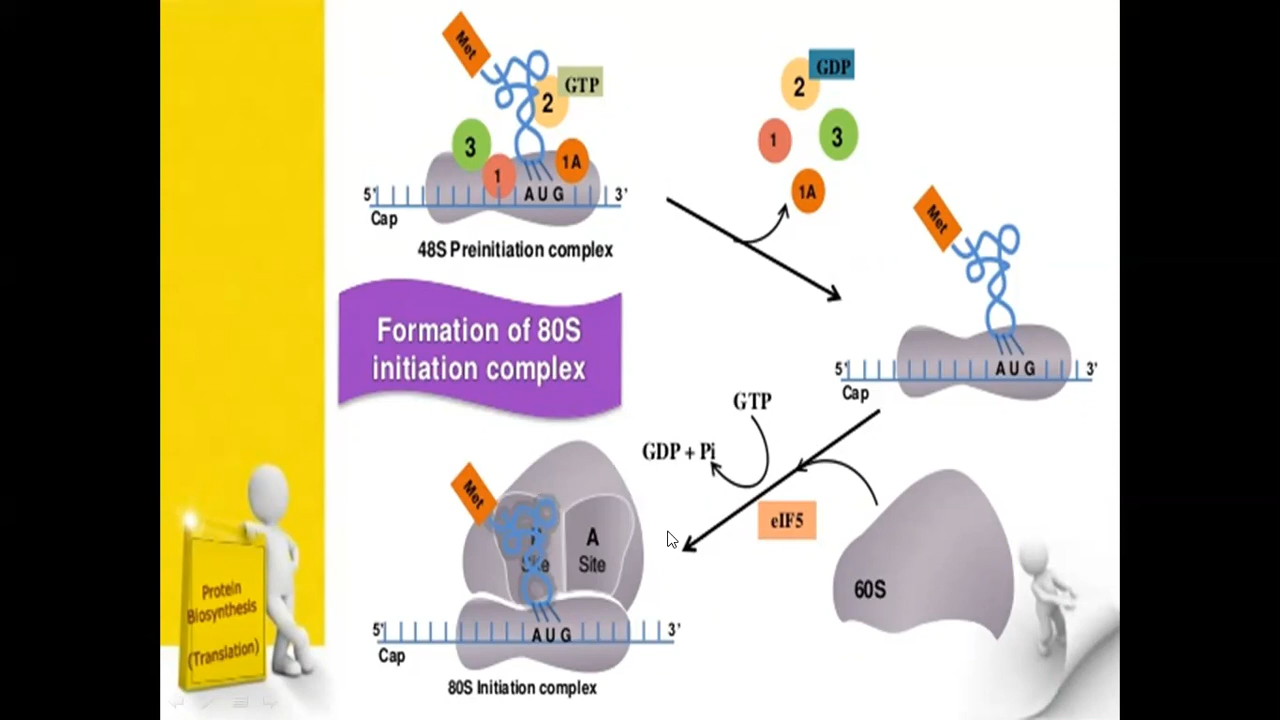 Met
GTP
2
3
1A
1
5' AUG 3'
Cap
48S Preinitiation complex
GDP
2
1
3
1A
Met
5' AUG 3'
Cap
Formation of 80S
initiation complex
GTP
GDP + Pi
eIF5
60S
Met
A
Site Site
5' AUG 3'
Cap
80S Initiation complex
Protein
Biosynthesis
(Translation)